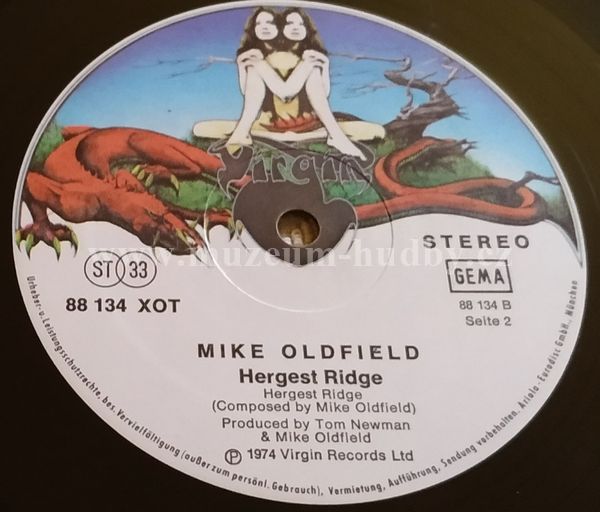 Virgin
www.muzeum-hudby.cz
STEREO
ST 33
GEMA
88 134 XOT
88 134 B
Seite 2
MIKE OLDFIELD
Hergest Ridge
Hergest Ridge
(Composed by Mike Oldfield)
Produced by Tom Newman
& Mike Oldfield
℗ 1974 Virgin Records Ltd
Urheber- u. Leistungsschutzrechte, bes. Vervielfältigung (außer zum persönl. Gebrauch), Vermietung, Aufführung, Sendung vorbehalten. Ariola-Eurodisc GmbH., München